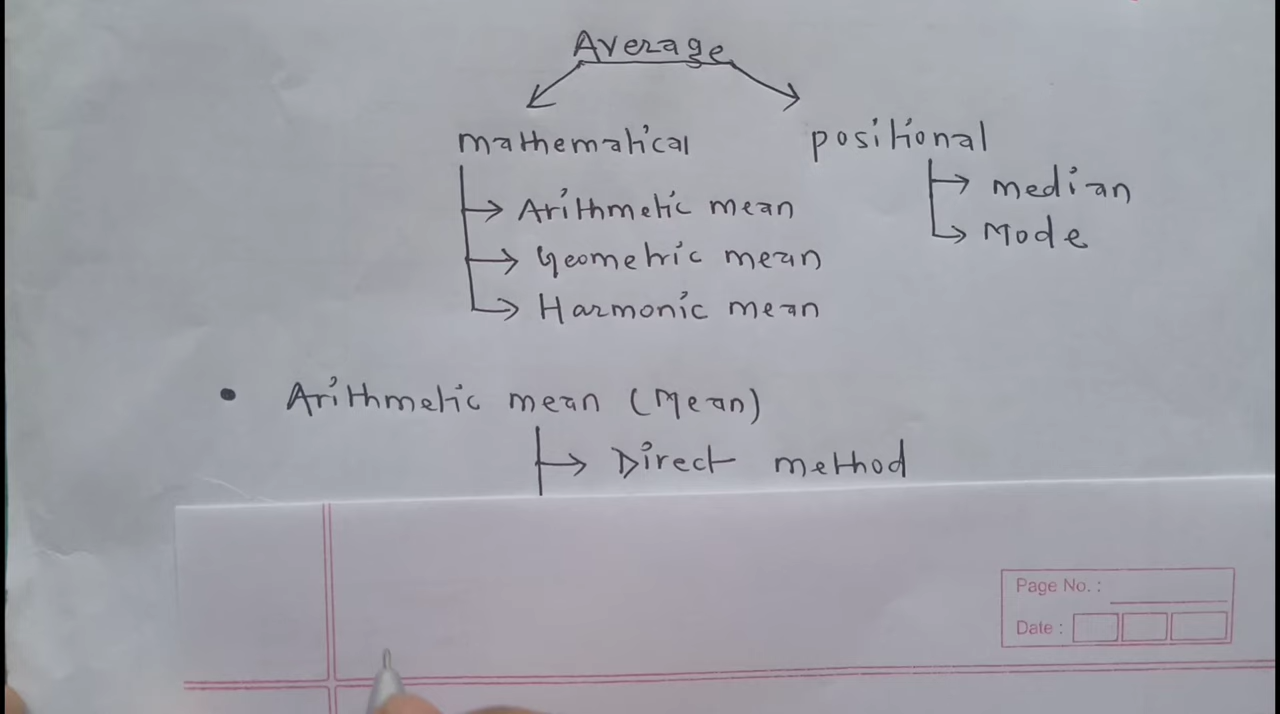 Average
mathematical
positional
Arithmetic mean
median
Geometric mean
Mode
Harmonic mean
• Arithmetic mean (Mean)
Direct method
Page No. :
Date :